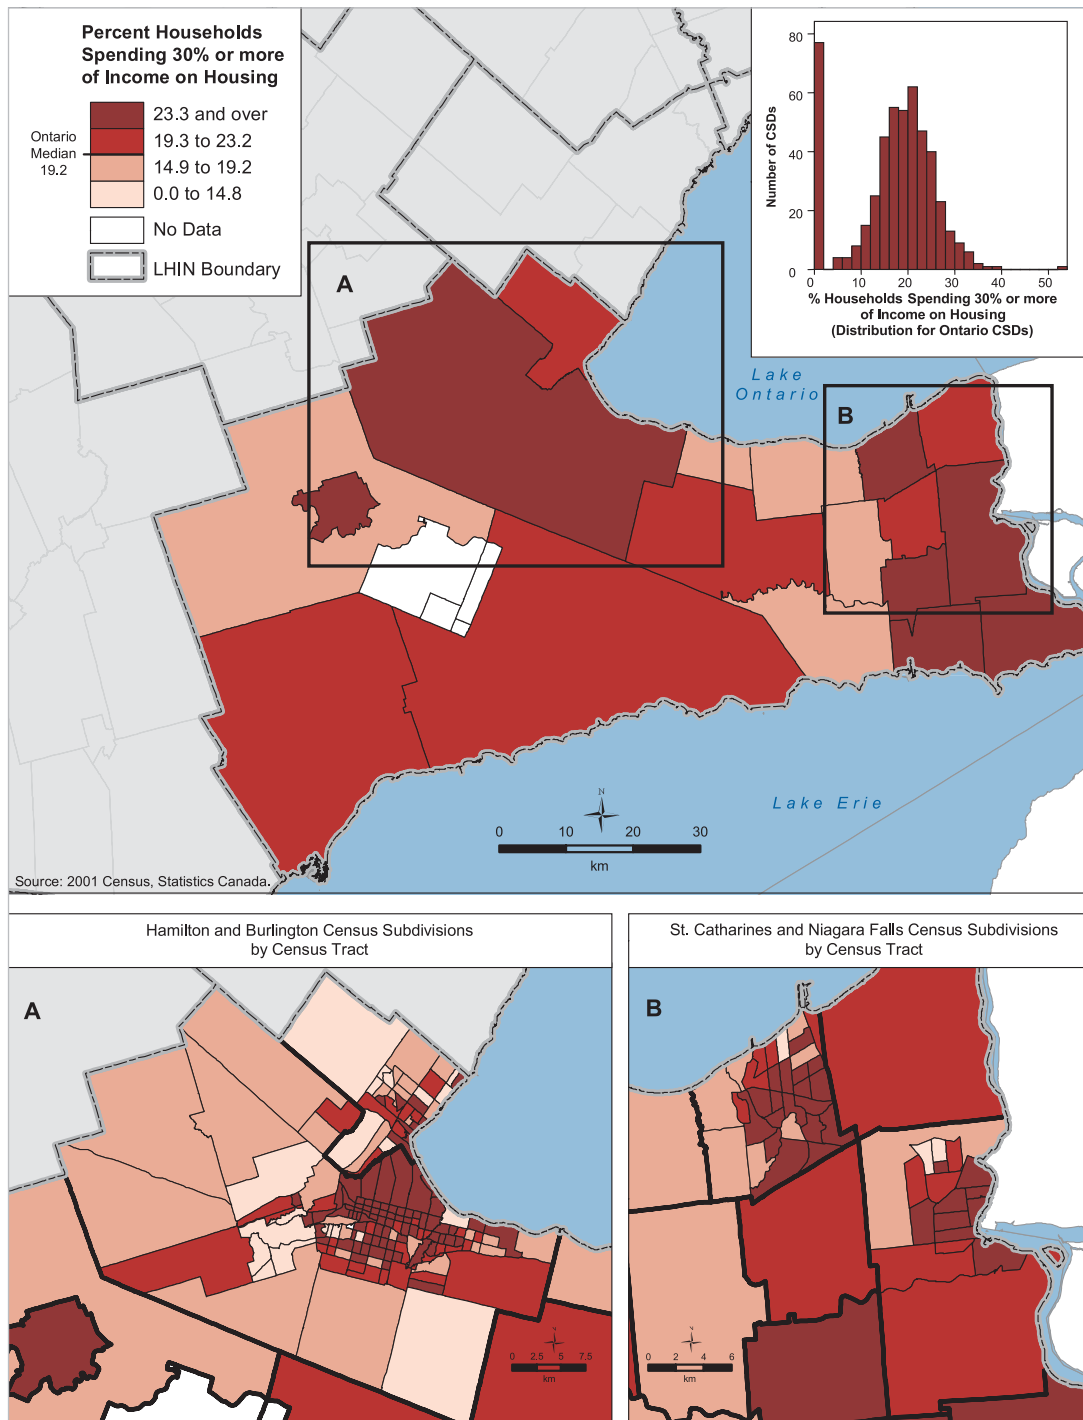 Percent Households
Spending 30% or more
of Income on Housing
23.3 and over
19.3 to 23.2
14.9 to 19.2
0.0 to 14.8
Ontario
Median
19.2
No Data
LHIN Boundary
80
60
40
20
0
Number of CSDs
0 10 20 30 40 50
% Households Spending 30% or more
of Income on Housing
(Distribution for Ontario CSDs)
A
Lake
Ontario
B
Lake Erie
N
0 10 20 30
km
Source: 2001 Census, Statistics Canada.
Hamilton and Burlington Census Subdivisions
by Census Tract
A
N
0 2.5 5 7.5
km
St. Catharines and Niagara Falls Census Subdivisions
by Census Tract
B
N
0 2 4 6
km